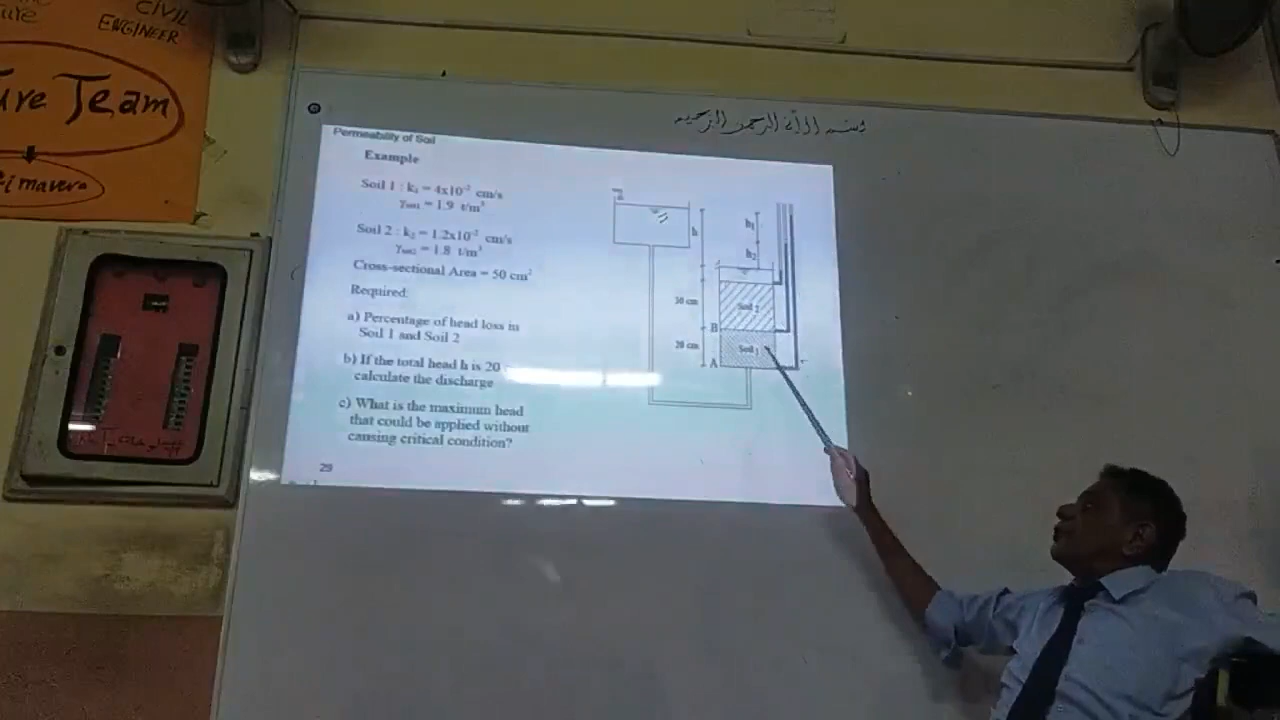 CIVIL
ENGINEER
Team
Permeability of Soil
Example
Soil 1 : k₁ = 4x10⁻² cm/s
γsat1 = 1.9 t/m³
Soil 2 : k₂ = 1.2x10⁻² cm/s
γsat2 = 1.8 t/m³
Cross-sectional Area = 50 cm²
Required:
a) Percentage of head loss in
Soil 1 and Soil 2
b) If the total head h is 20
calculate the discharge
c) What is the maximum head
that could be applied without
causing critical condition?
29
h
h₁
h₂
30 cm
Soil 2
B
20 cm
Soil 1
A
بسم الله الرحمن الرحيم